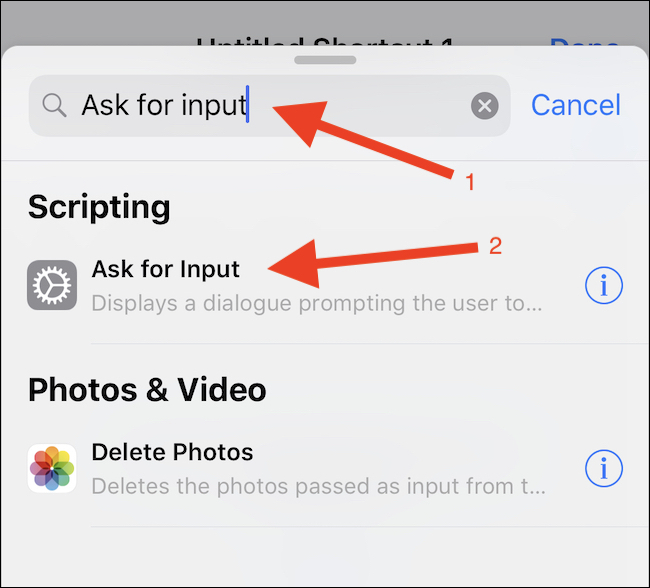 Untitled Shortcut 1 Done
Ask for input Cancel
1
Scripting
2
Ask for Input
Displays a dialogue prompting the user to...
Photos & Video
Delete Photos
Deletes the photos passed as input from t...